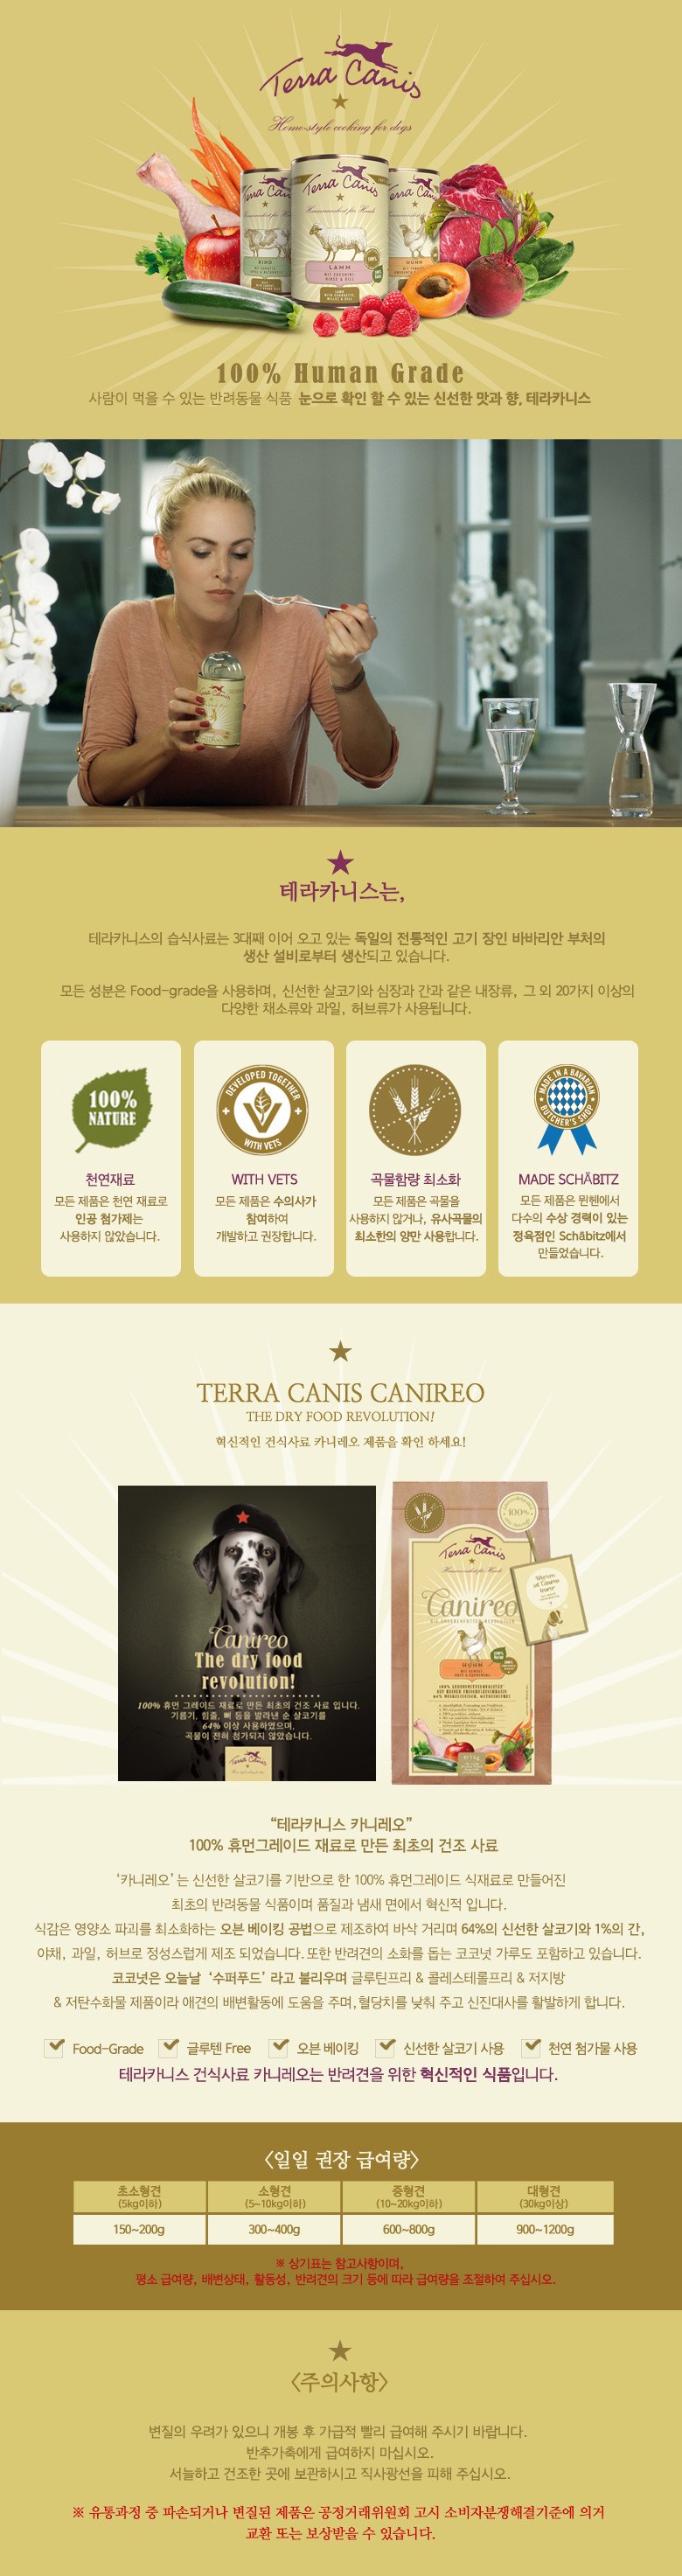 Terra Canis
Home-style cooking for dogs
Terra Canis
RIND
LAMM
HUHN
100% Human Grade
사람이 먹을 수 있는 반려동물 식품 눈으로 확인 할 수 있는 신선한 맛과 향, 테라카니스
테라카니스는,
테라카니스의 습식사료는 3대째 이어 오고 있는 독일의 전통적인 고기 장인 바바리안 부처의
생산 설비로부터 생산되고 있습니다.
모든 성분은 Food-grade을 사용하며, 신선한 살코기와 심장과 간과 같은 내장류, 그 외 20가지 이상의
다양한 채소류와 과일, 허브류가 사용됩니다.
100%
NATURE
천연재료
모든 제품은 천연 재료로
인공 첨가제는
사용하지 않았습니다.
DEVELOPED TOGETHER
WITH VETS
WITH VETS
모든 제품은 수의사가
참여하여
개발하고 권장합니다.
곡물함량 최소화
모든 제품은 곡물을
사용하지 않거나, 유사곡물의
최소한의 양만 사용합니다.
MADE IN A BAVARIAN
BUTCHER'S SHOP
MADE SCHÄBITZ
모든 제품은 뮌헨에서
다수의 수상 경력이 있는
정육점인 Schäbitz에서
만들었습니다.
TERRA CANIS CANIREO
THE DRY FOOD REVOLUTION!
혁신적인 건식사료 카니레오 제품을 확인 하세요!
Canireo
The dry food
revolution!
100% 휴먼 그레이드 재료로 만든 최초의 건조 사료 입니다.
기름기, 힘줄, 뼈 등을 발라낸 순 살코기를
64% 이상 사용하였으며,
곡물이 전혀 첨가되지 않았습니다.
Terra Canis
100%
Terra Canis
Canireo
HUHN
“테라카니스 카니레오”
100% 휴먼그레이드 재료로 만든 최초의 건조 사료
‘카니레오’ 는 신선한 살코기를 기반으로 한 100% 휴먼그레이드 식재료로 만들어진
최초의 반려동물 식품이며 품질과 냄새 면에서 혁신적 입니다.
식감은 영양소 파괴를 최소화하는 오븐 베이킹 공법으로 제조하여 바삭 거리며 64%의 신선한 살코기와 1%의 간,
야채, 과일, 허브로 정성스럽게 제조 되었습니다. 또한 반려견의 소화를 돕는 코코넛 가루도 포함하고 있습니다.
코코넛은 오늘날 ‘수퍼푸드’ 라고 불리우며 글루틴프리 & 콜레스테롤프리 & 저지방
& 저탄수화물 제품이라 애견의 배변활동에 도움을 주며, 혈당치를 낮춰 주고 신진대사를 활발하게 합니다.
Food-Grade 글루텐 Free 오븐 베이킹 신선한 살코기 사용 천연 첨가물 사용
테라카니스 건식사료 카니레오는 반려견을 위한 혁신적인 식품입니다.
〈일일 권장 급여량〉
초소형견 소형견 중형견 대형견
(5kg이하) (5~10kg이하) (10~20kg이하) (30kg이상)
150~200g 300~400g 600~800g 900~1200g
※ 상기표는 참고사항이며,
평소 급여량, 배변상태, 활동성, 반려견의 크기 등에 따라 급여량을 조절하여 주십시오.
〈주의사항〉
변질의 우려가 있으니 개봉 후 가급적 빨리 급여해 주시기 바랍니다.
반추가축에게 급여하지 마십시오.
서늘하고 건조한 곳에 보관하시고 직사광선을 피해 주십시오.
※ 유통과정 중 파손되거나 변질된 제품은 공정거래위원회 고시 소비자분쟁해결기준에 의거
교환 또는 보상받을 수 있습니다.